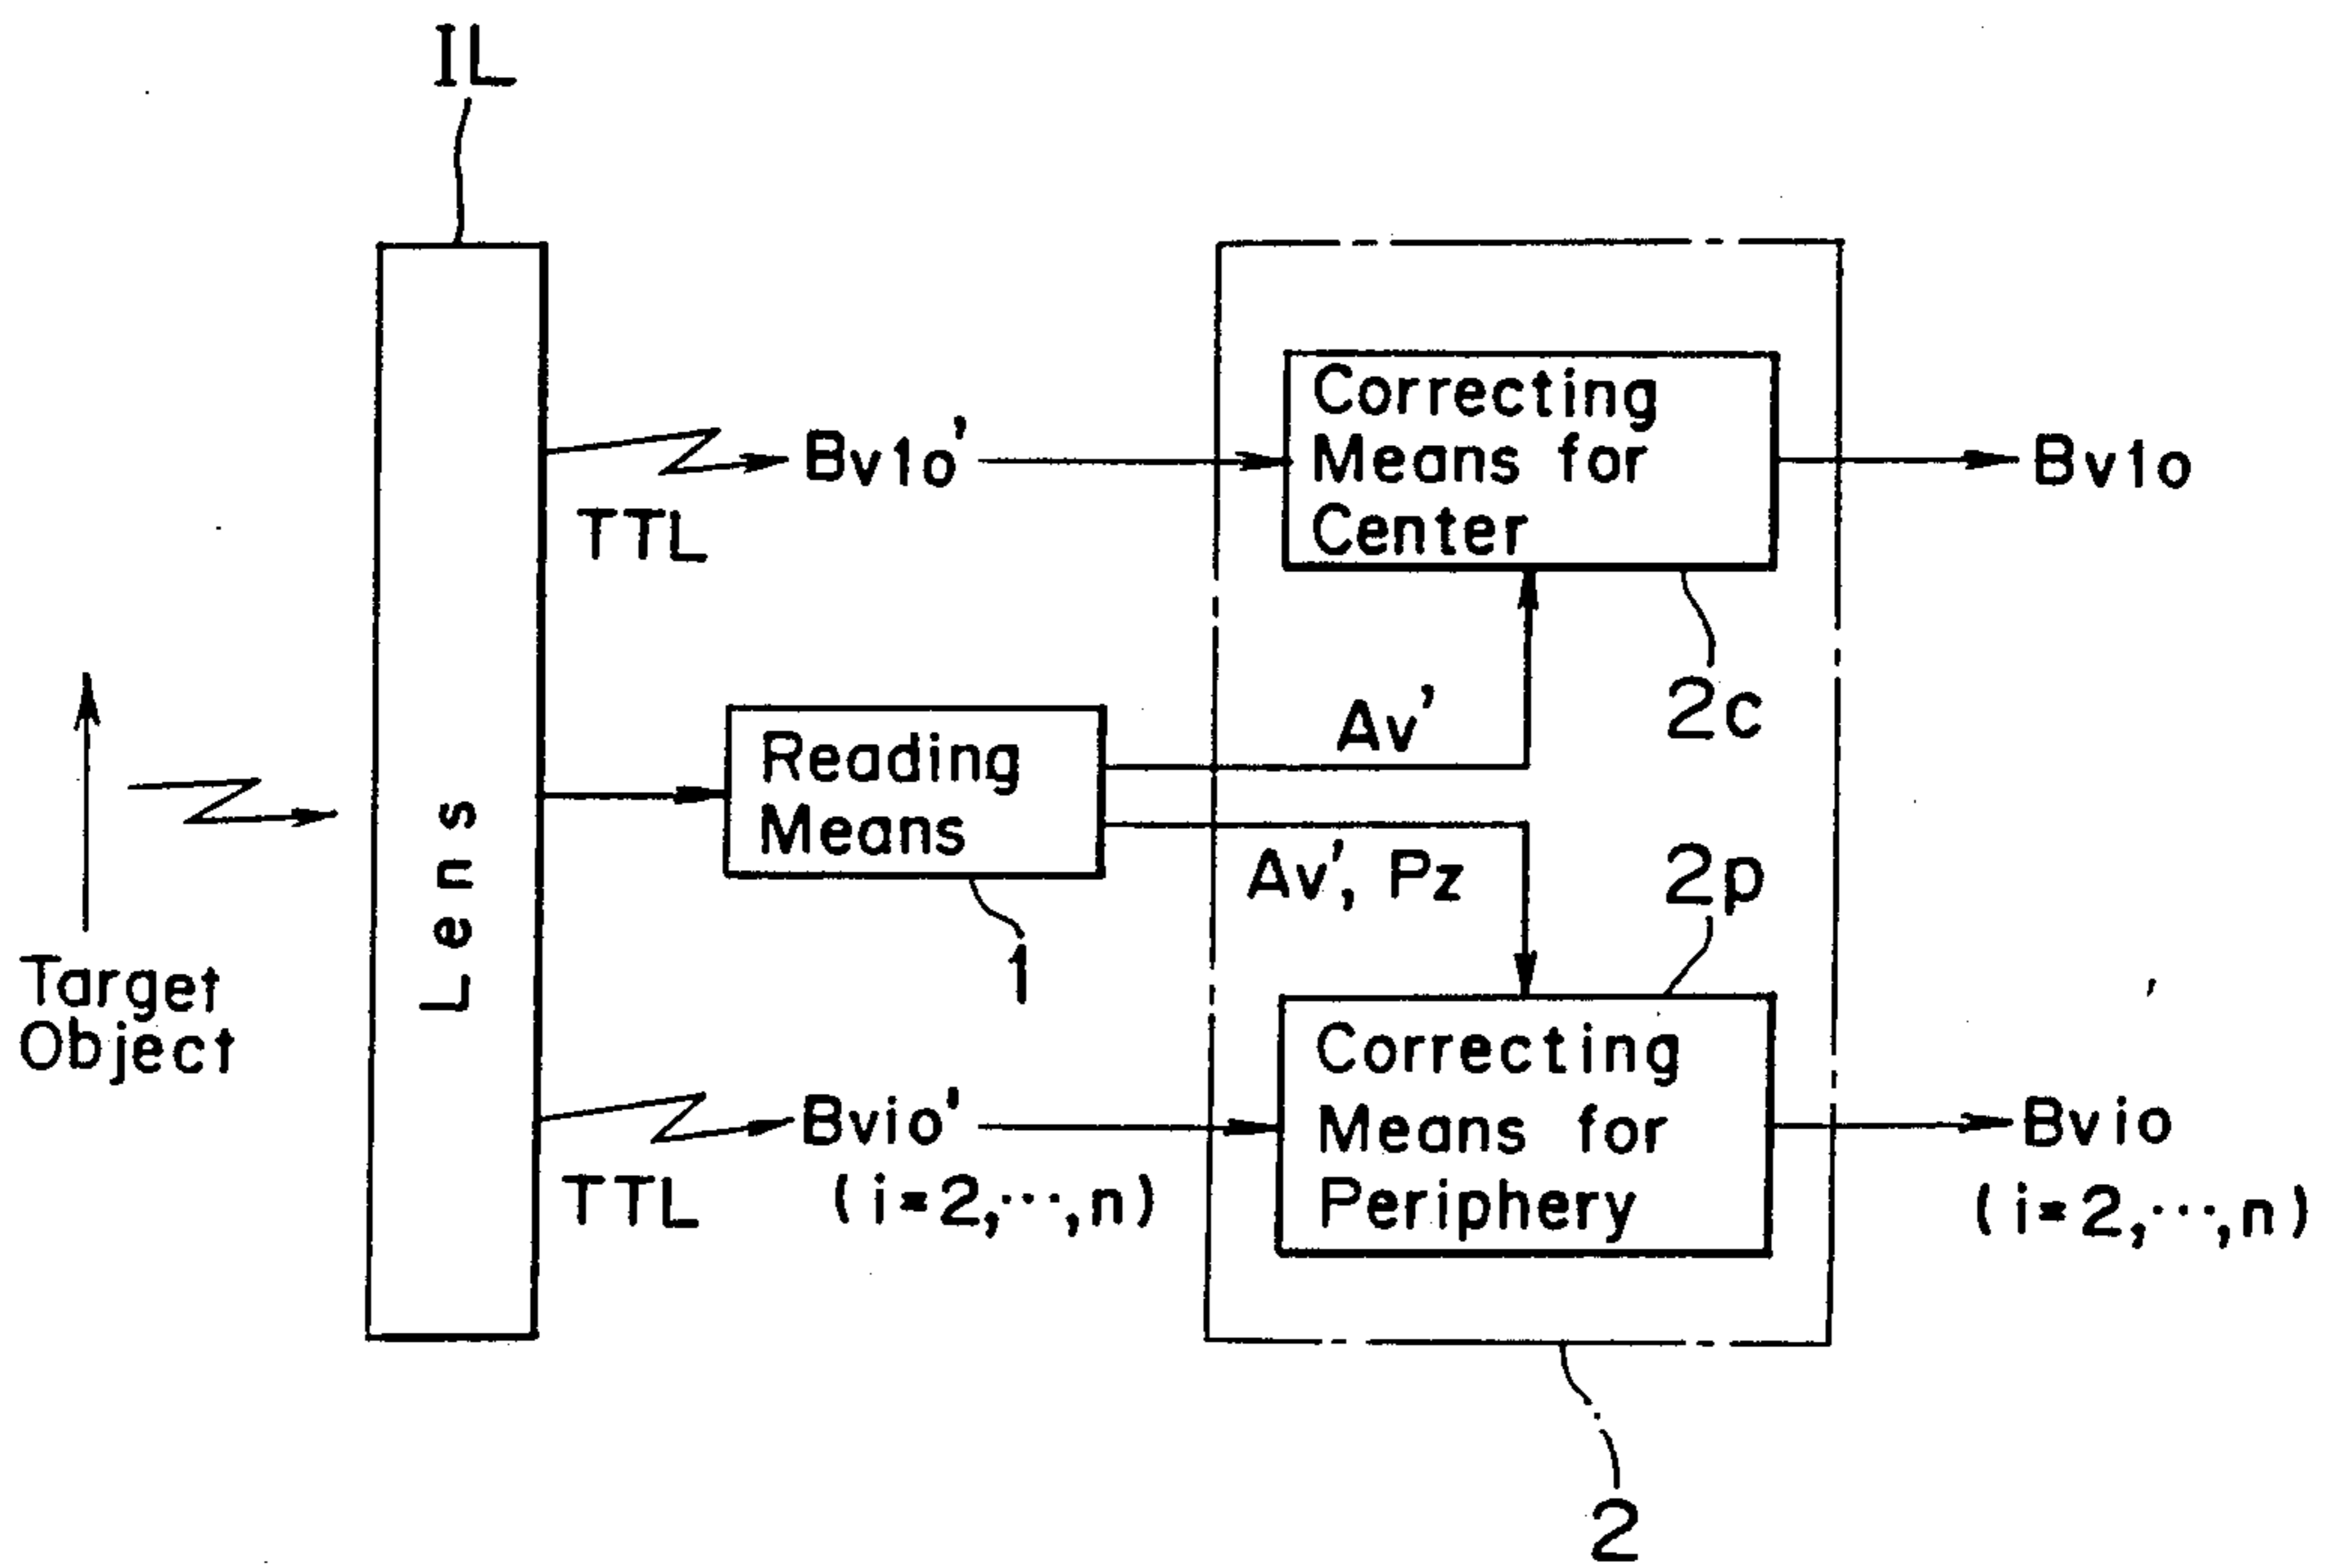 IL
Lens
Target
Object
TTL
Bv1o'
Correcting
Means for
Center
Bv1o
2c
Reading
Means
1
Av'
Av', Pz
2p
TTL
Bvio'
(i=2,···,n)
Correcting
Means for
Periphery
Bvio
(i=2,···,n)
2